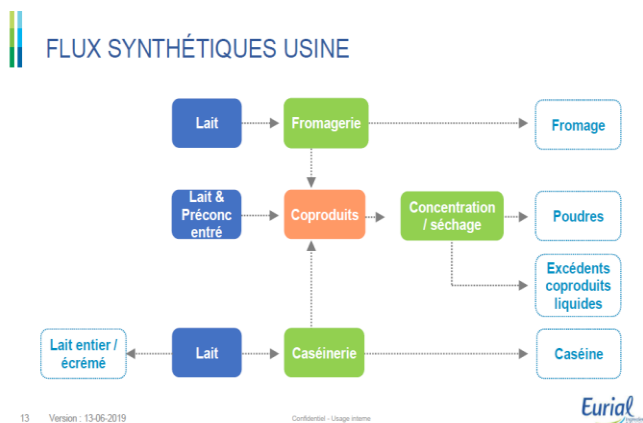 FLUX SYNTHÉTIQUES USINE
Lait
Fromagerie
Fromage
Lait &
Préconc
entré
Coproduits
Concentration
/ séchage
Poudres
Excédents
coproduits
liquides
Lait entier /
écrémé
Lait
Caséinerie
Caséine
13 Version : 13-06-2019
Confidentiel - Usage interne
Eurial